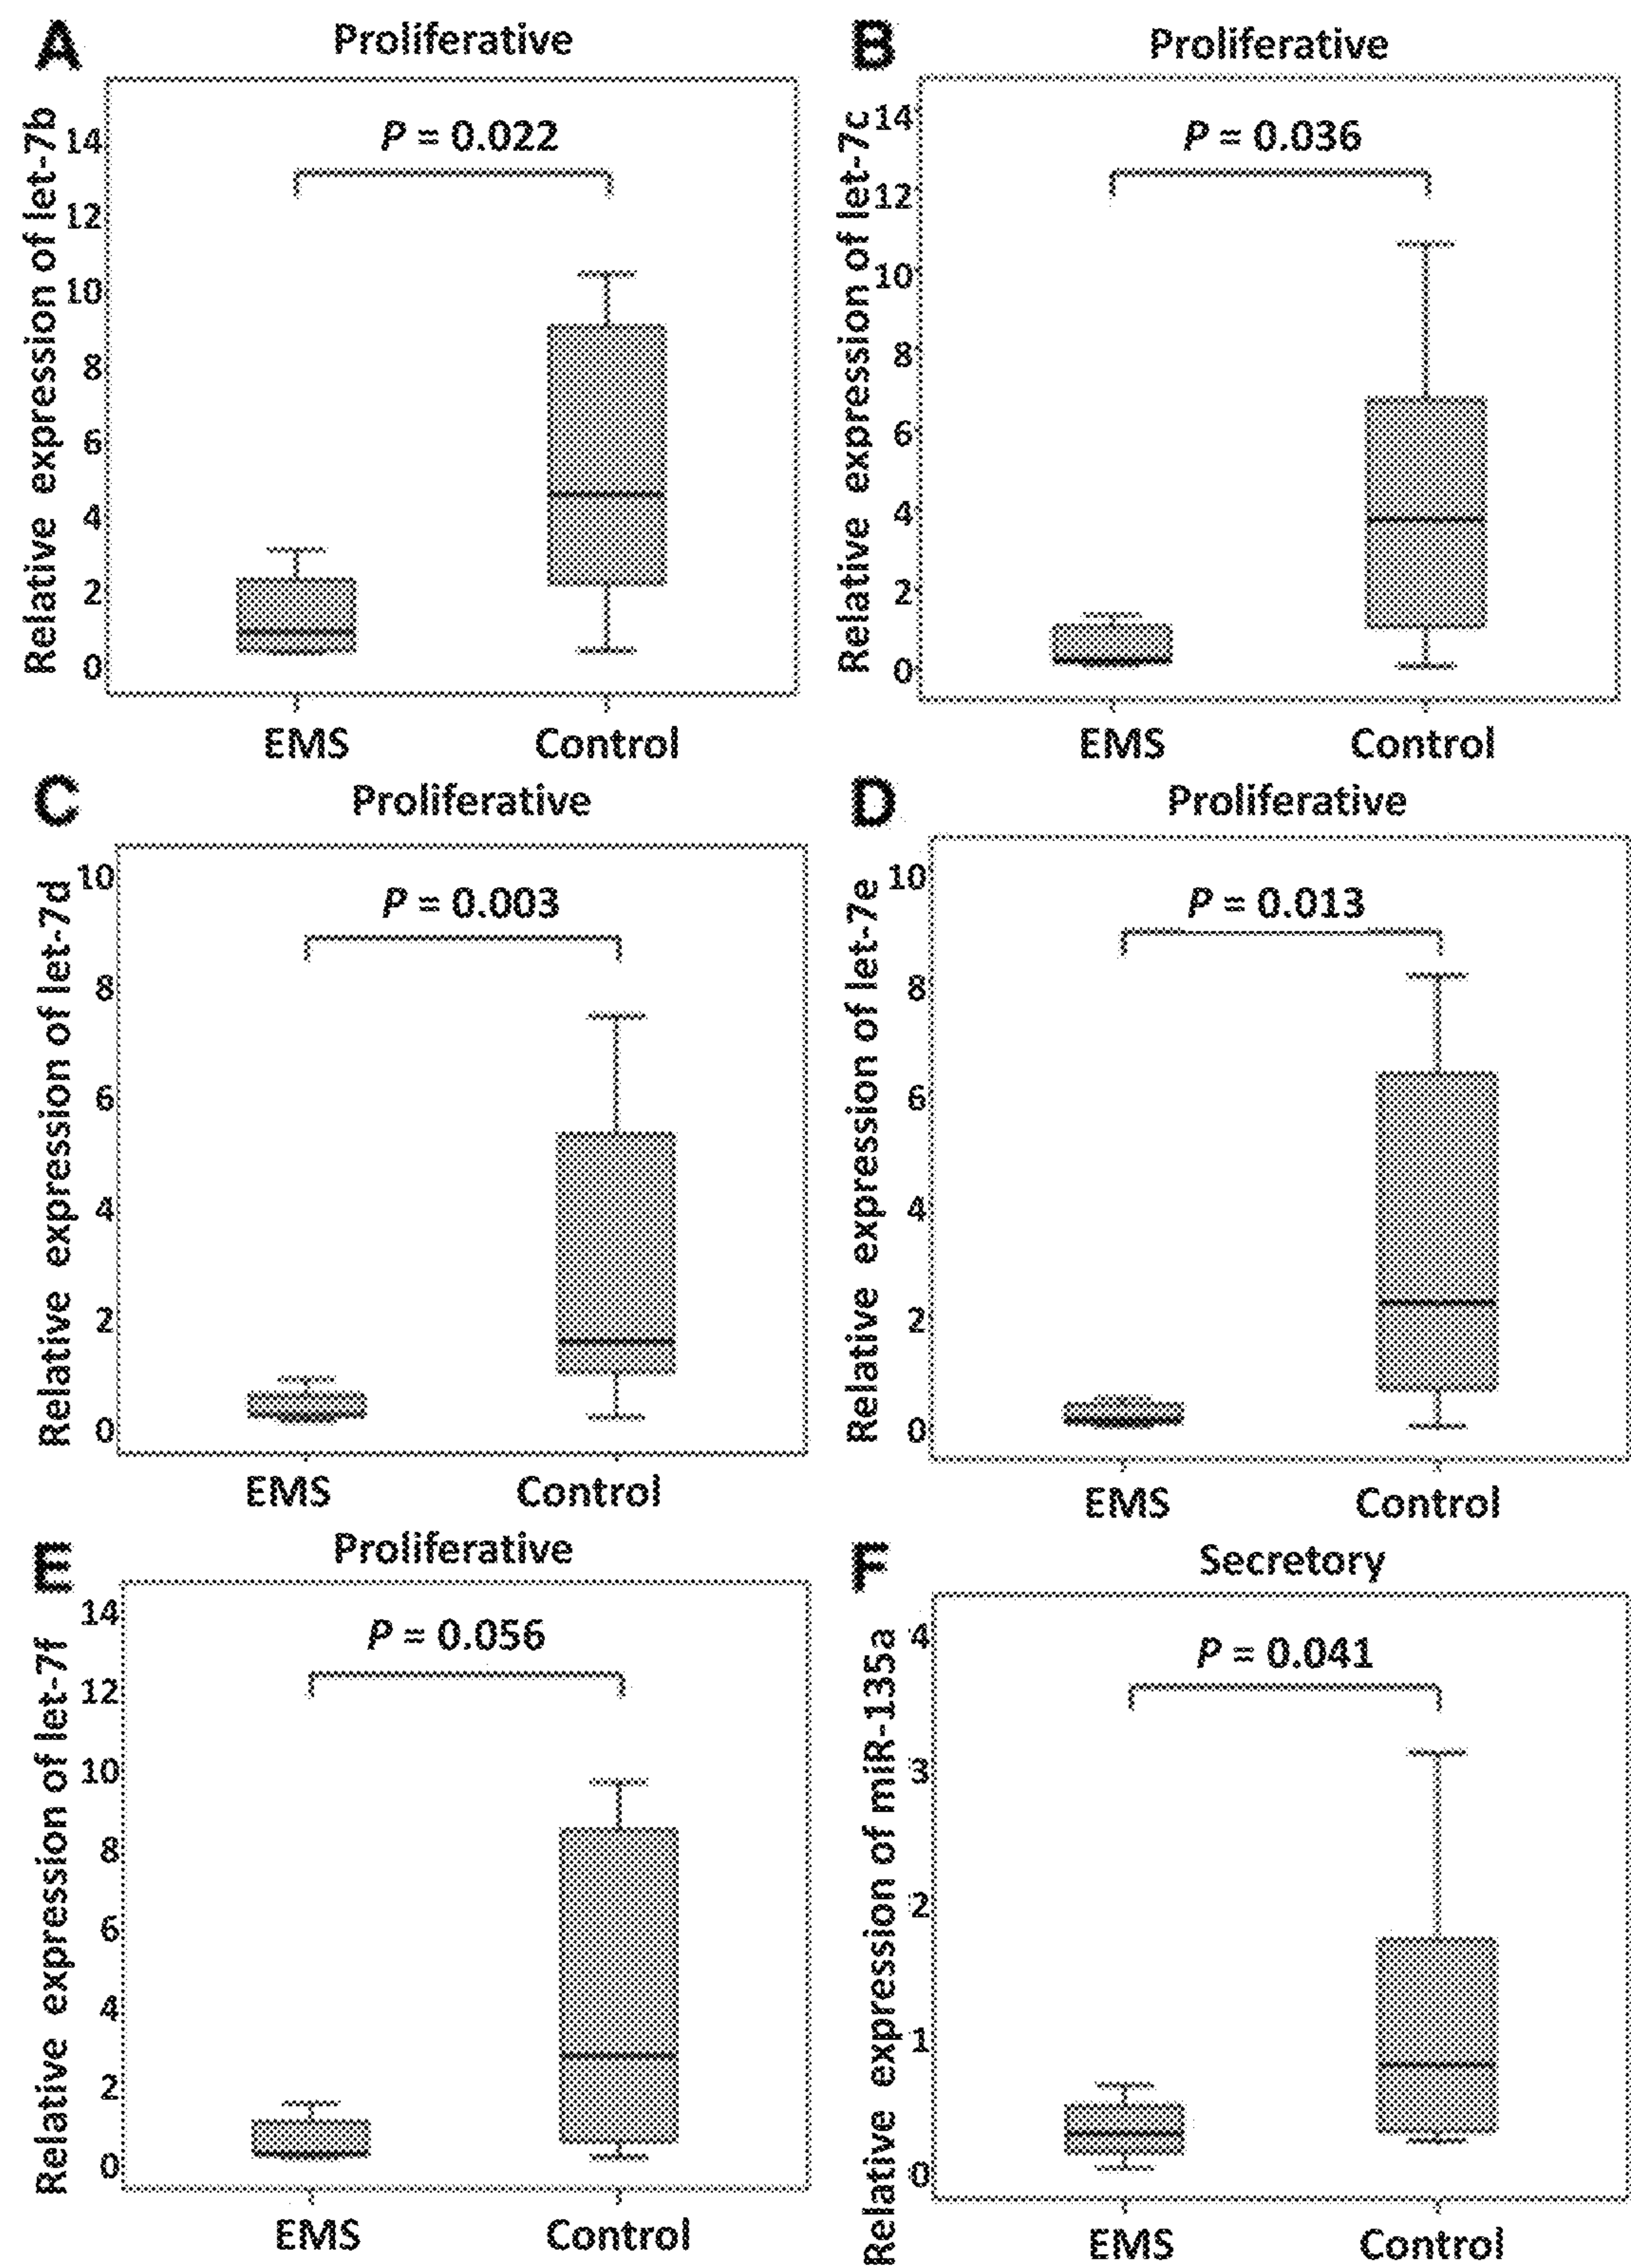 A
Proliferative
Relative expression of let-7b
14
12
10
8
6
4
2
0
P = 0.022
EMS
Control
B
Proliferative
Relative expression of let-7c
14
12
10
8
6
4
2
0
P = 0.036
EMS
Control
C
Proliferative
Relative expression of let-7d
10
8
6
4
2
0
P = 0.003
EMS
Control
D
Proliferative
Relative expression of let-7e
10
8
6
4
2
0
P = 0.013
EMS
Control
E
Proliferative
Relative expression of let-7f
14
12
10
8
6
4
2
0
P = 0.056
EMS
Control
F
Secretory
Relative expression of miR-135a
4
3
2
1
0
P = 0.041
EMS
Control